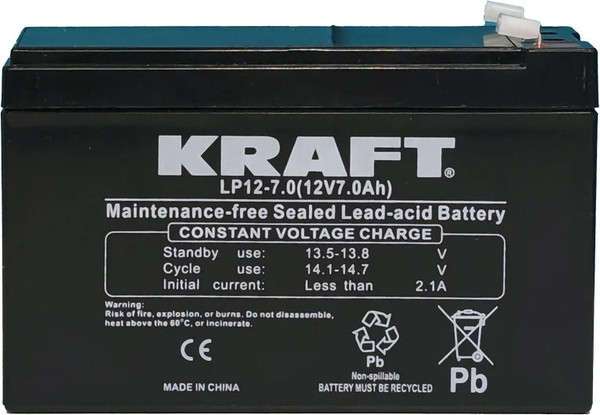 KRAFT®
LP12-7.0(12V7.0Ah)
Maintenance-free Sealed Lead-acid Battery
CONSTANT VOLTAGE CHARGE
Standby use: 13.5-13.8 V
Cycle use: 14.1-14.7 V
Initial current: Less than 2.1A
Warning:
Risk of fire, explosion, or burns. Do not disassemble,
heat above the 60°C, or incinerate.
CE
Pb
Pb
Non-spillable
MADE IN CHINA
BATTERY MUST BE RECYCLED